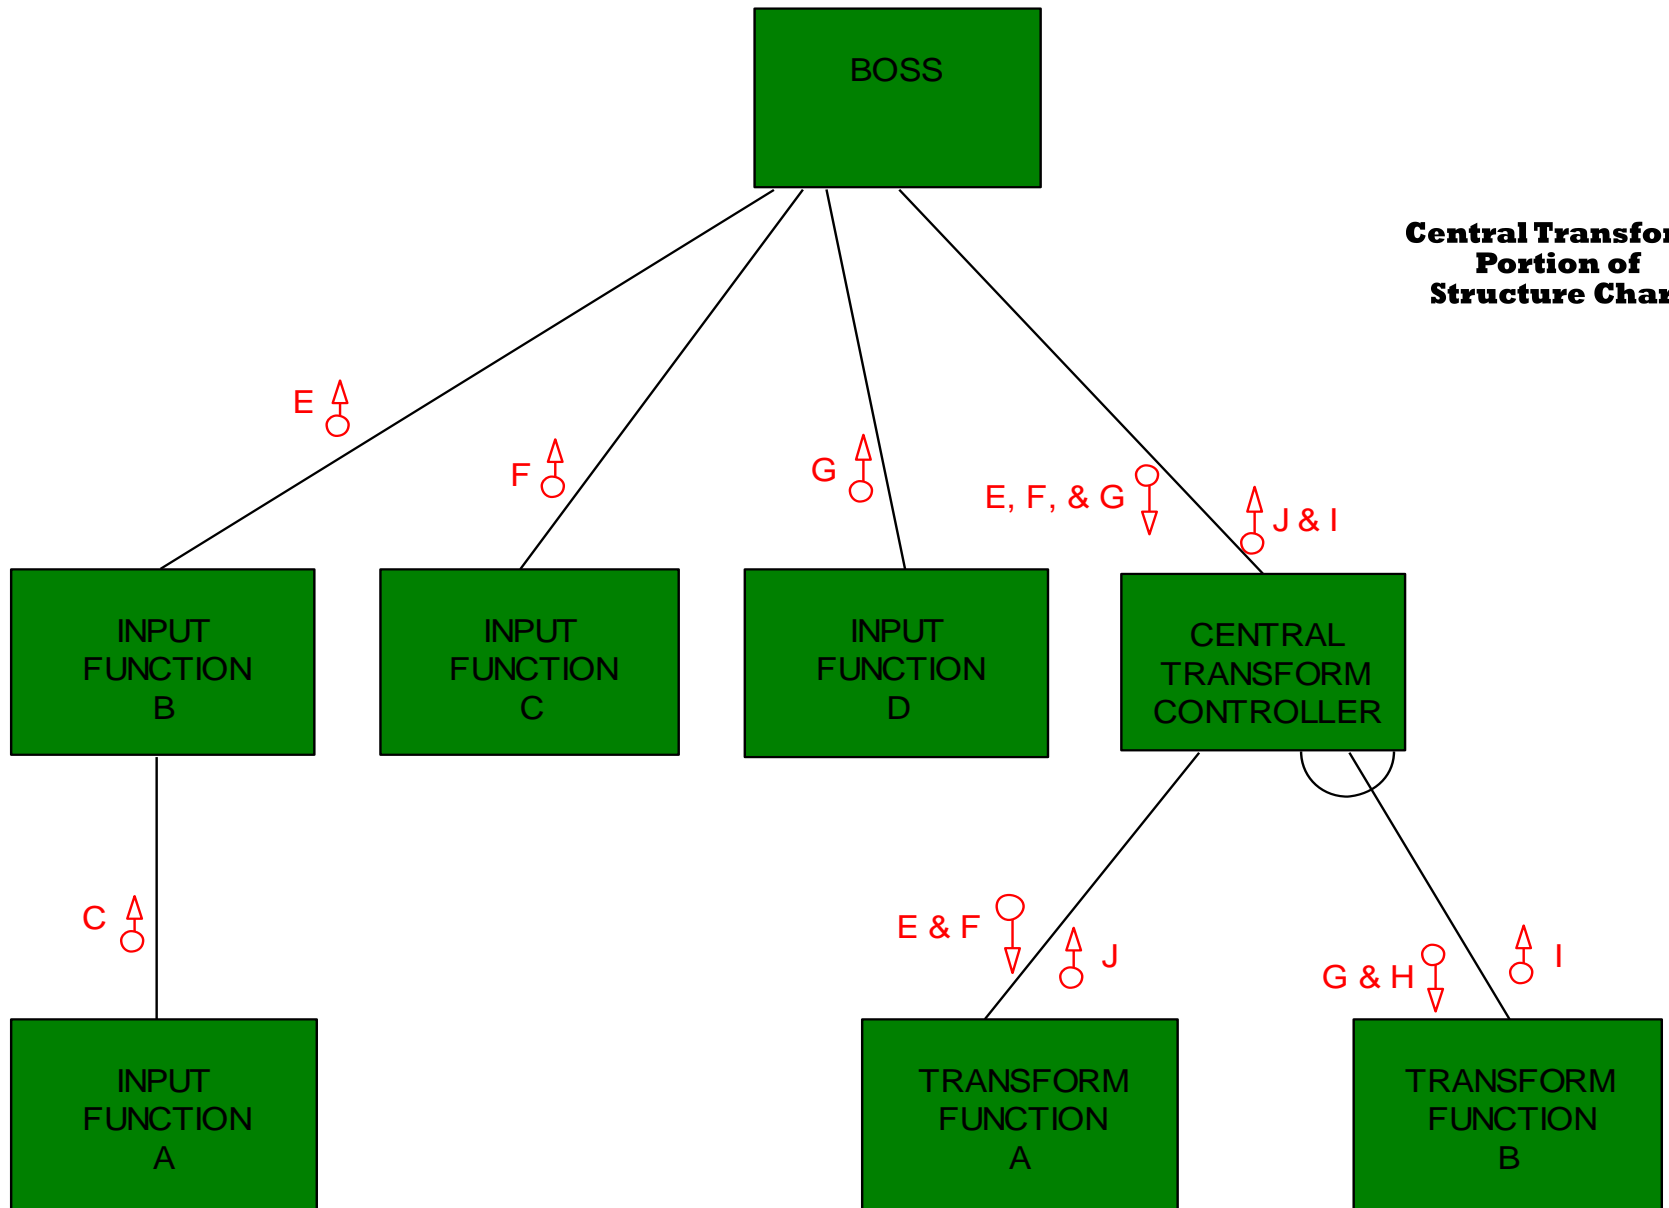 BOSS
Central Transfor
Portion of
Structure Char
E
F
G
E, F, & G
J & I
INPUT
FUNCTION
B
INPUT
FUNCTION
C
INPUT
FUNCTION
D
CENTRAL
TRANSFORM
CONTROLLER
C
E & F
J
G & H
I
INPUT
FUNCTION
A
TRANSFORM
FUNCTION
A
TRANSFORM
FUNCTION
B